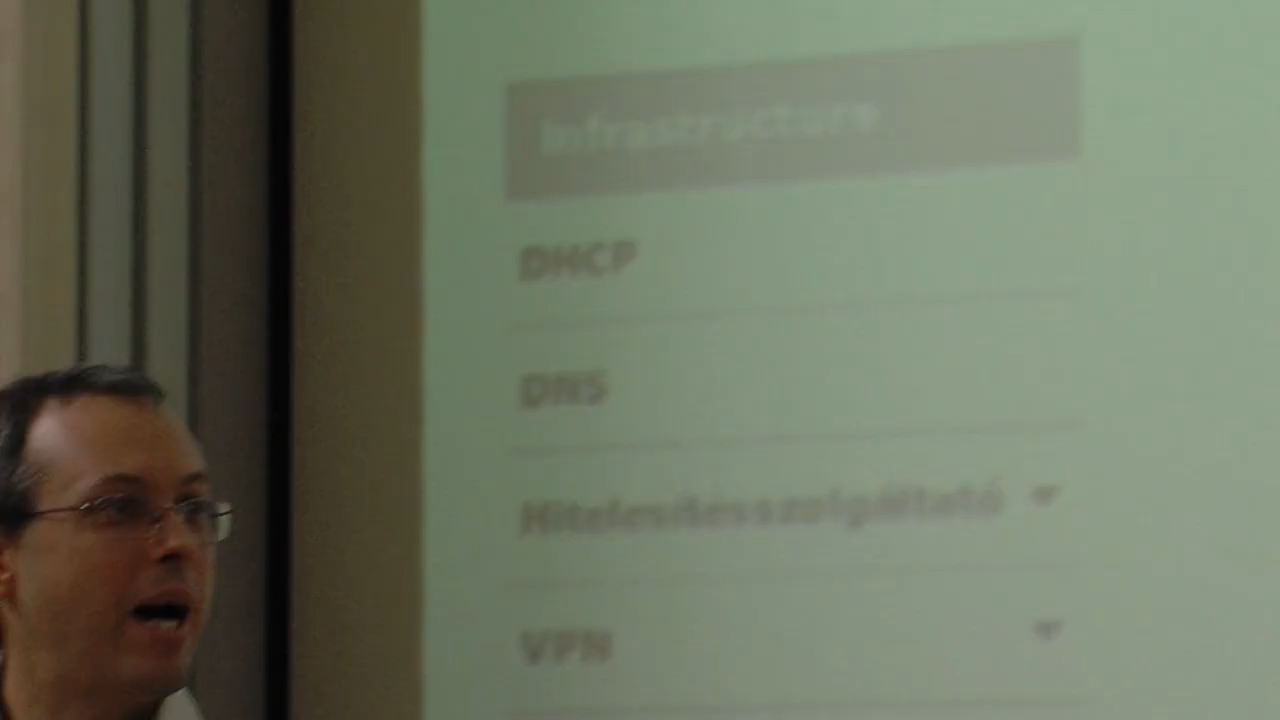 Infrastructure
DHCP
DNS
Hitelesítésszolgáltató
VPN